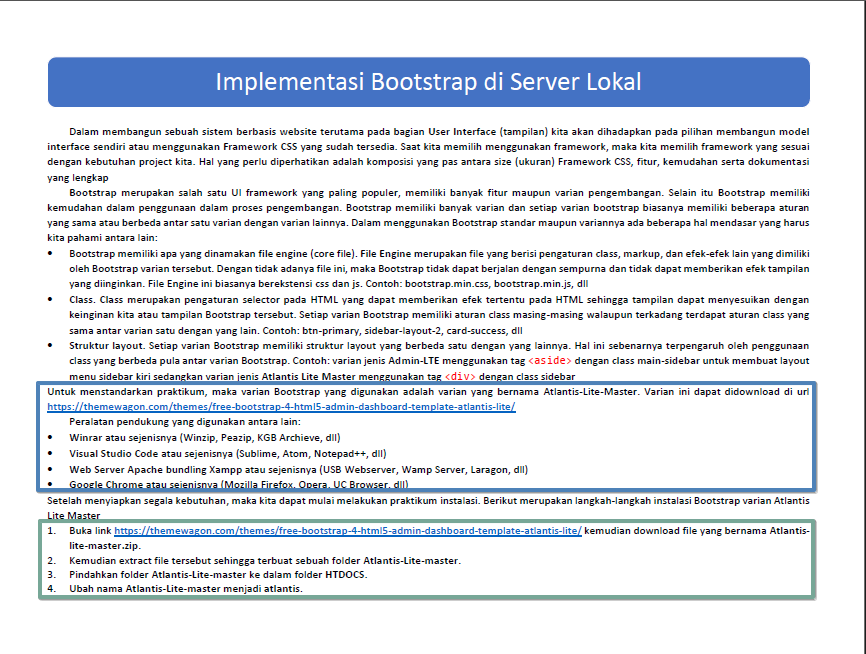 Implementasi Bootstrap di Server Lokal
Dalam membangun sebuah sistem berbasis website terutama pada bagian User Interface (tampilan) kita akan dihadapkan pada pilihan membangun model
interface sendiri atau menggunakan Framework CSS yang sudah tersedia. Saat kita memilih menggunakan framework, maka kita memilih framework yang sesuai
dengan kebutuhan project kita. Hal yang perlu diperhatikan adalah komposisi yang pas antara size (ukuran) Framework CSS, fitur, kemudahan serta dokumentasi
yang lengkap
Bootstrap merupakan salah satu UI framework yang paling populer, memiliki banyak fitur maupun varian pengembangan. Selain itu Bootstrap memiliki
kemudahan dalam penggunaan dalam proses pengembangan. Bootstrap memiliki banyak varian dan setiap varian bootstrap biasanya memiliki beberapa aturan
yang sama atau berbeda antar satu varian dengan varian lainnya. Dalam menggunakan Bootstrap standar maupun variannya ada beberapa hal mendasar yang harus
kita pahami antara lain:
• Bootstrap memiliki apa yang dinamakan file engine (core file). File Engine merupakan file yang berisi pengaturan class, markup, dan efek-efek lain yang dimiliki
oleh Bootstrap varian tersebut. Dengan tidak adanya file ini, maka Bootstrap tidak dapat berjalan dengan sempurna dan tidak dapat memberikan efek tampilan
yang diinginkan. File Engine ini biasanya berekstensi css dan js. Contoh: bootstrap.min.css, bootstrap.min.js, dll
• Class. Class merupakan pengaturan selector pada HTML yang dapat memberikan efek tertentu pada HTML sehingga tampilan dapat menyesuikan dengan
keinginan kita atau tampilan Bootstrap tersebut. Setiap varian Bootstrap memiliki aturan class masing-masing walaupun terkadang terdapat aturan class yang
sama antar varian satu dengan yang lain. Contoh: btn-primary, sidebar-layout-2, card-success, dll
• Struktur layout. Setiap varian Bootstrap memiliki struktur layout yang berbeda satu dengan yang lainnya. Hal ini sebenarnya terpengaruh oleh penggunaan
class yang berbeda pula antar varian Bootstrap. Contoh: varian jenis Admin-LTE menggunakan tag <aside> dengan class main-sidebar untuk membuat layout
menu sidebar kiri sedangkan varian jenis Atlantis Lite Master menggunakan tag <div> dengan class sidebar
Untuk menstandarkan praktikum, maka varian Bootstrap yang digunakan adalah varian yang bernama Atlantis-Lite-Master. Varian ini dapat didownload di url
https://themewagon.com/themes/free-bootstrap-4-html5-admin-dashboard-template-atlantis-lite/
Peralatan pendukung yang digunakan antara lain:
• Winrar atau sejenisnya (Winzip, Peazip, KGB Archieve, dll)
• Visual Studio Code atau sejenisnya (Sublime, Atom, Notepad++, dll)
• Web Server Apache bundling Xampp atau sejenisnya (USB Webserver, Wamp Server, Laragon, dll)
• Google Chrome atau sejenisnya (Mozilla Firefox, Opera, UC Browser, dll)
Setelah menyiapkan segala kebutuhan, maka kita dapat mulai melakukan praktikum instalasi. Berikut merupakan langkah-langkah instalasi Bootstrap varian Atlantis
Lite Master
1. Buka link https://themewagon.com/themes/free-bootstrap-4-html5-admin-dashboard-template-atlantis-lite/ kemudian download file yang bernama Atlantis-
lite-master.zip.
2. Kemudian extract file tersebut sehingga terbuat sebuah folder Atlantis-Lite-master.
3. Pindahkan folder Atlantis-Lite-master ke dalam folder HTDOCS.
4. Ubah nama Atlantis-Lite-master menjadi atlantis.